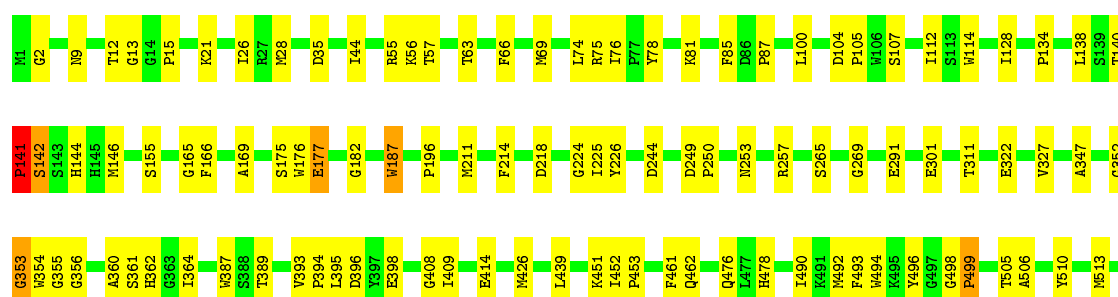 M1 G2 N9 T12 G13 G14 P15 K21 I26 R27 M28 D35 I44 R55 K56 T57 T63 F66 M69 L74 R75 I76 P77 Y78 K81 F85 D86 P87 L100 D104 P105 W106 S107 I112 S113 W114 I128 P134 L138 S139 T140
P141 S142 S143 H144 H145 M146 S155 G165 F166 A169 S175 W176 E177 G182 W187 P196 M211 F214 D218 G224 I225 Y226 D244 D249 P250 N253 R257 S265 G269 E291 E301 T311 E322 V327 A347 G352
G353 W354 G355 G356 A360 S361 H362 G363 I364 W387 S388 T389 V393 P394 L395 D396 Y397 E398 G408 I409 E414 M426 L439 K451 I452 P453 F461 Q462 Q476 L477 H478 I490 K491 M492 F493 W494 K495 Y496 G497 G498 P499 T505 A506 Y510 M513